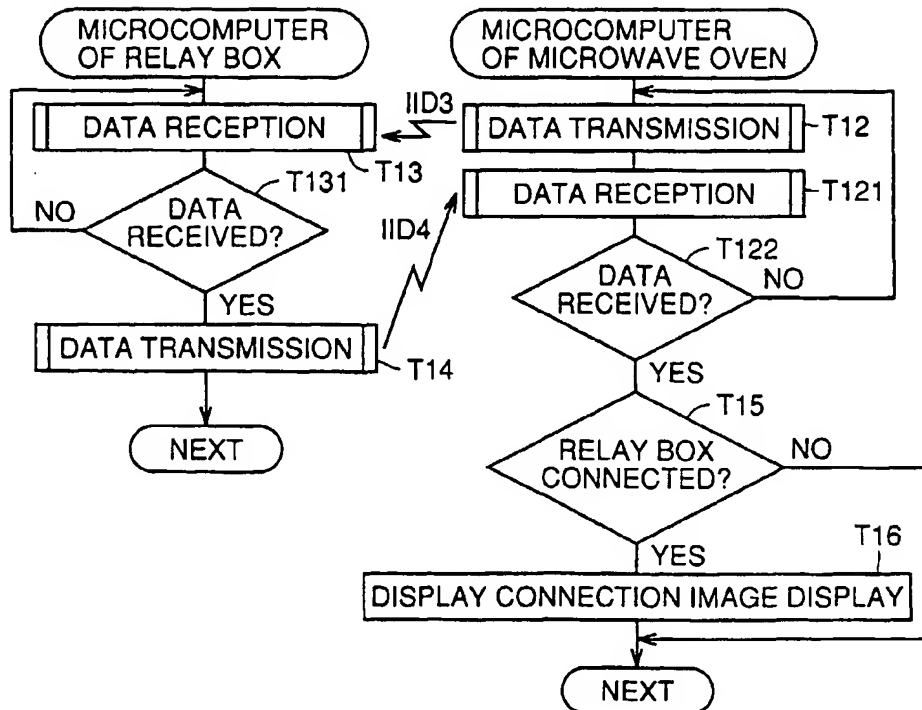 MICROCOMPUTER
OF RELAY BOX
DATA RECEPTION
T13
T131
DATA
RECEIVED?
NO
YES
DATA TRANSMISSION
T14
NEXT
IID3
IID4
MICROCOMPUTER
OF MICROWAVE OVEN
DATA TRANSMISSION
T12
DATA RECEPTION
T121
T122
DATA
RECEIVED?
NO
YES
T15
RELAY BOX
CONNECTED?
NO
YES
T16
DISPLAY CONNECTION IMAGE DISPLAY
NEXT